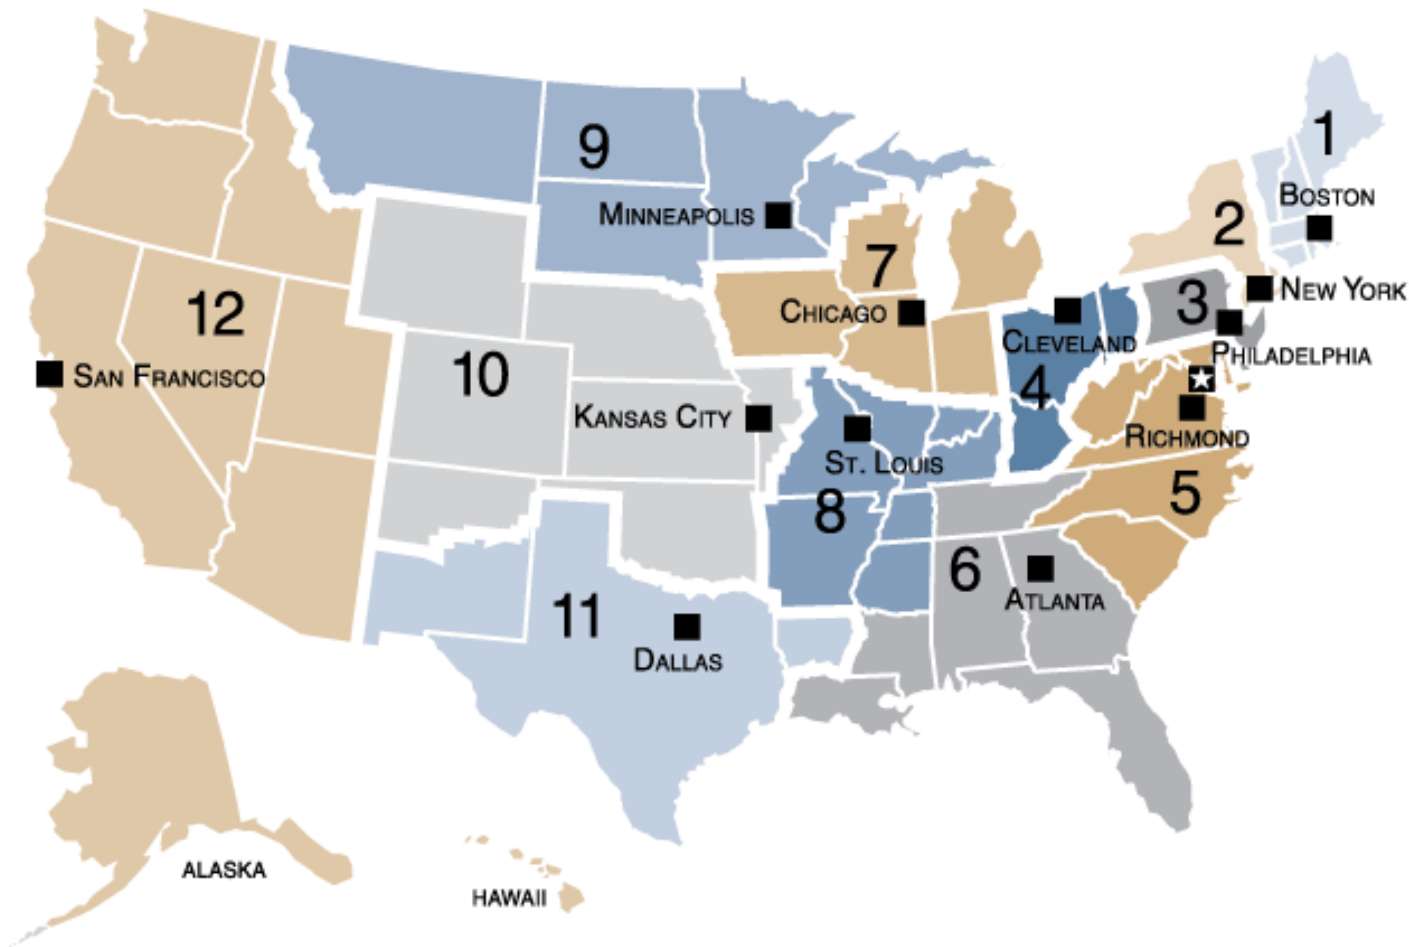 1
9
BOSTON
MINNEAPOLIS
2
7
12
3
NEW YORK
CHICAGO
CLEVELAND
PHILADELPHIA
SAN FRANCISCO
10
4
KANSAS CITY
RICHMOND
ST. LOUIS
5
8
6
ATLANTA
11
DALLAS
ALASKA
HAWAII